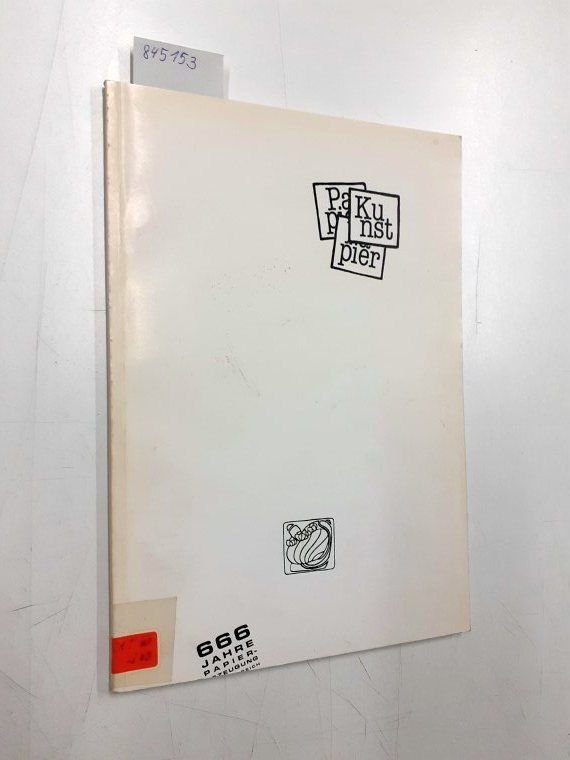 845153
Pa
Ku
nst
pier
666
JAHRE
PAPIER-